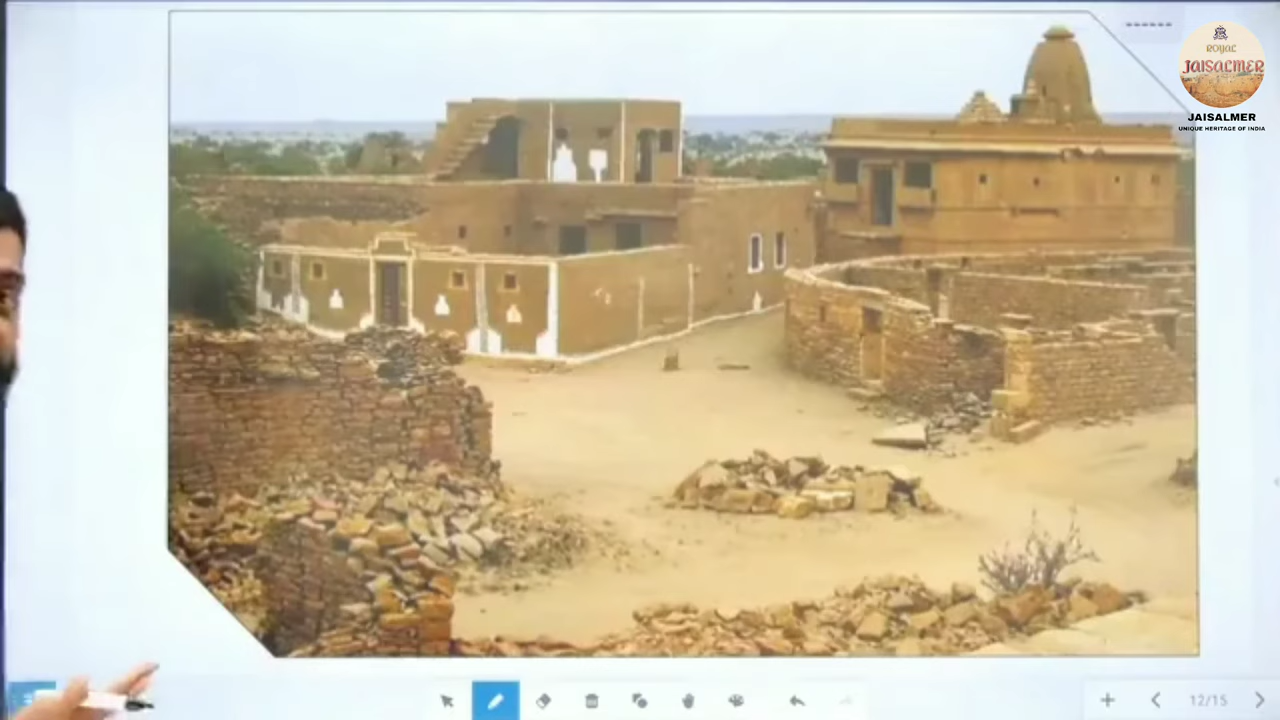 ROYAL
JAISALMER
JAISALMER
UNIQUE HERITAGE OF INDIA
12/15